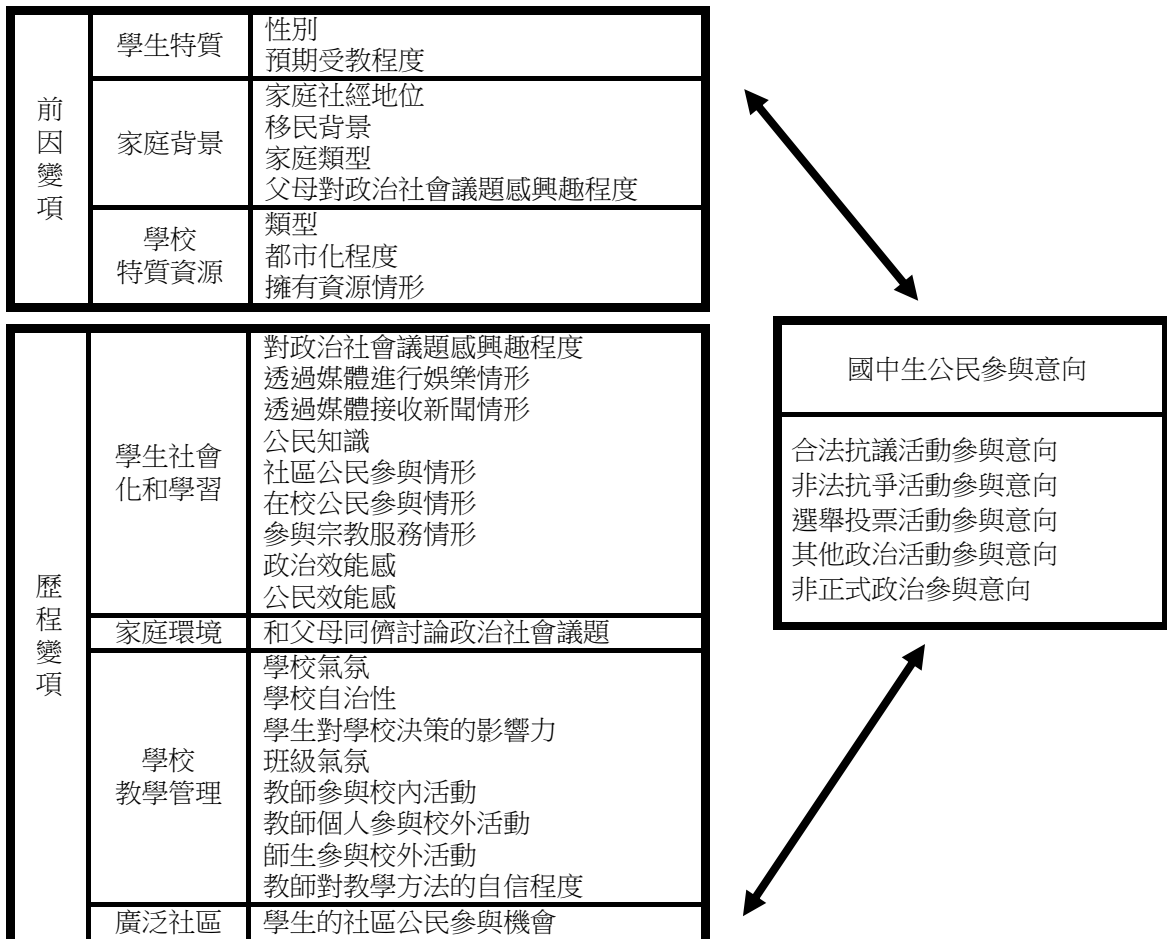 前因變項
學生特質
性別
預期受教程度
家庭背景
家庭社經地位
移民背景
家庭類型
父母對政治社會議題感興趣程度
學校
特質資源
類型
都市化程度
擁有資源情形
歷程變項
學生社會
化和學習
對政治社會議題感興趣程度
透過媒體進行娛樂情形
透過媒體接收新聞情形
公民知識
社區公民參與情形
在校公民參與情形
參與宗教服務情形
政治效能感
公民效能感
家庭環境
和父母同儕討論政治社會議題
學校
教學管理
學校氣氛
學校自治性
學生對學校決策的影響力
班級氣氛
教師參與校內活動
教師個人參與校外活動
師生參與校外活動
教師對教學方法的自信程度
廣泛社區
學生的社區公民參與機會
國中生公民參與意向
合法抗議活動參與意向
非法抗爭活動參與意向
選舉投票活動參與意向
其他政治活動參與意向
非正式政治參與意向